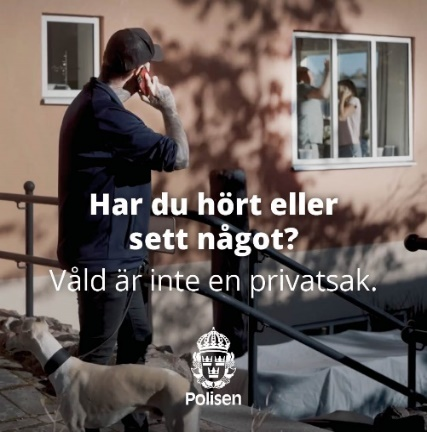 Har du hört eller
sett något?
Våld är inte en privatsak.
Polisen